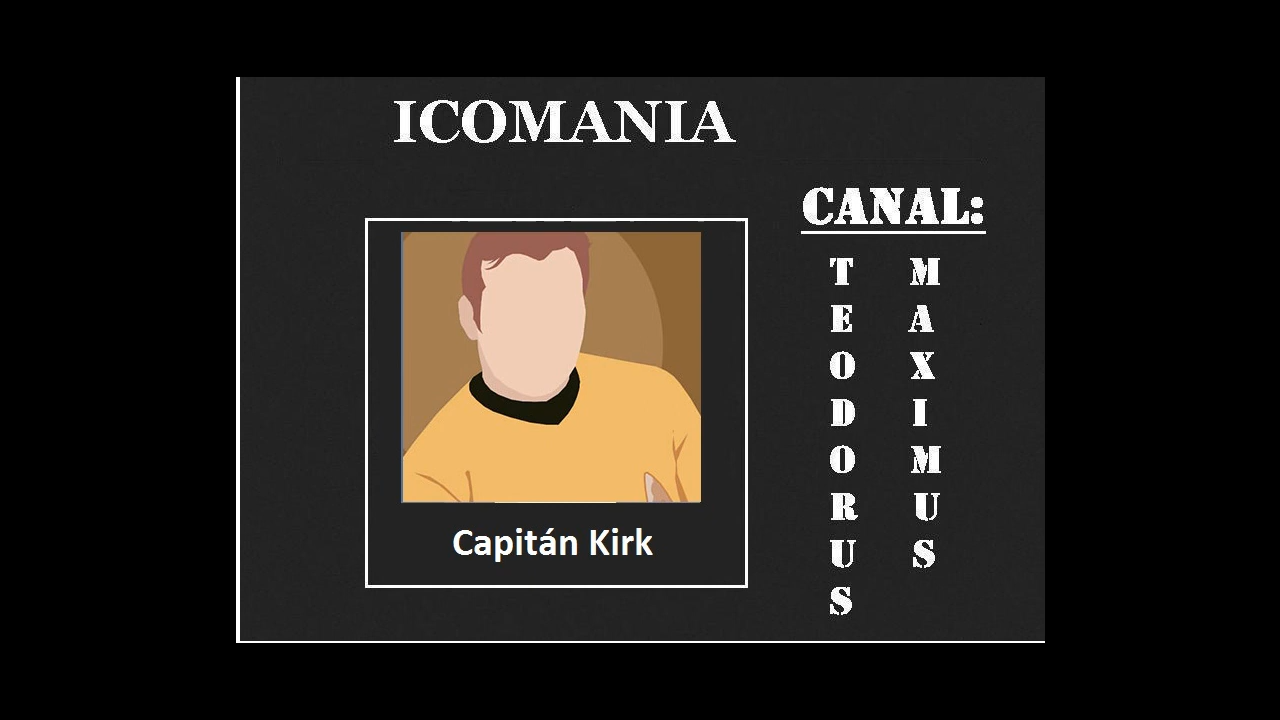 ICOMANIA
Capitán Kirk
CANAL:
TEODORUS
MAXIMUS